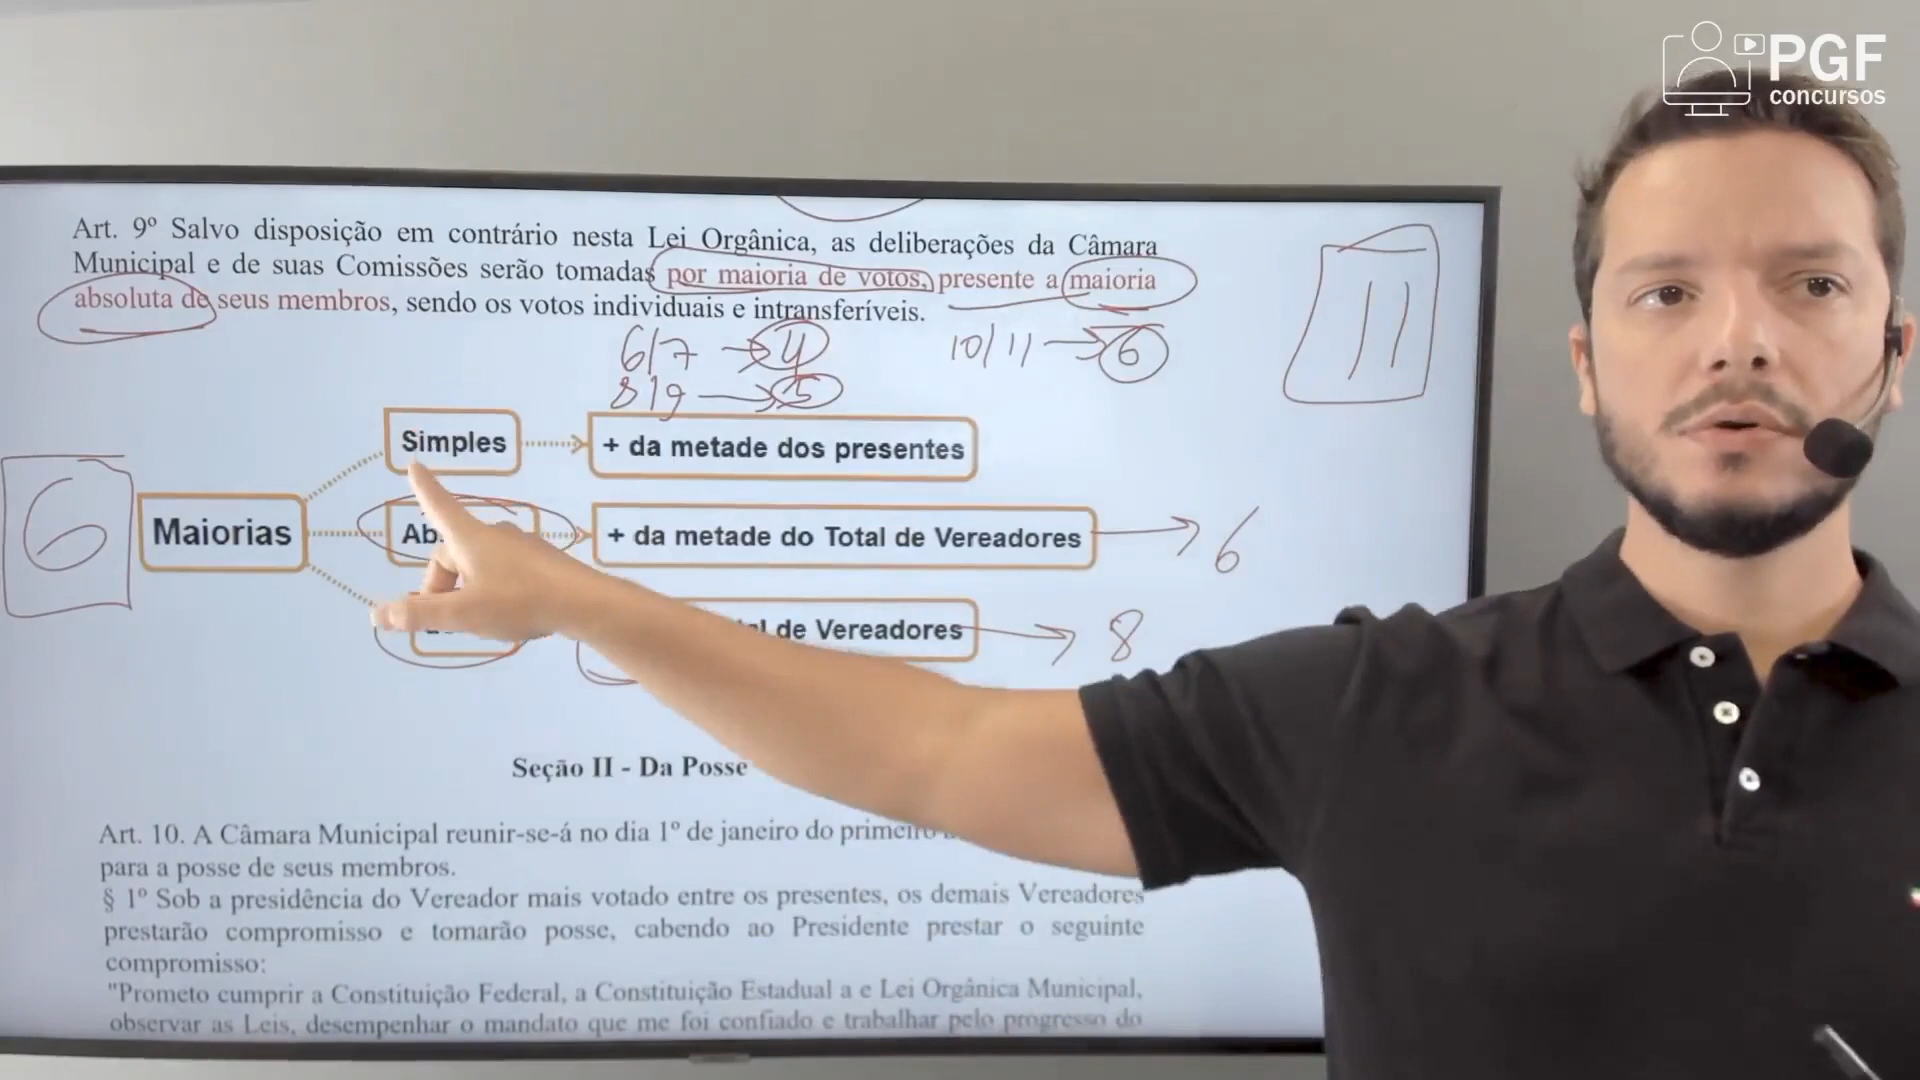 PGF
concursos
Art. 9º Salvo disposição em contrário nesta Lei Orgânica, as deliberações da Câmara
Municipal e de suas Comissões serão tomadas por maioria de votos, presente a maioria
absoluta de seus membros, sendo os votos individuais e intransferíveis.
6/7 → 4
10/11 → 6
8/9 → 5
11
Simples
+ da metade dos presentes
6
Maiorias
Ab
+ da metade do Total de Vereadores
6
de Vereadores
8
Seção II - Da Posse
Art. 10. A Câmara Municipal reunir-se-á no dia 1º de janeiro do primeiro
para a posse de seus membros.
§ 1º Sob a presidência do Vereador mais votado entre os presentes, os demais Vereadores
prestarão compromisso e tomarão posse, cabendo ao Presidente prestar o seguinte
compromisso:
"Prometo cumprir a Constituição Federal, a Constituição Estadual a e Lei Orgânica Municipal,
observar as Leis, desempenhar o mandato que me foi confiado e trabalhar pelo progresso do